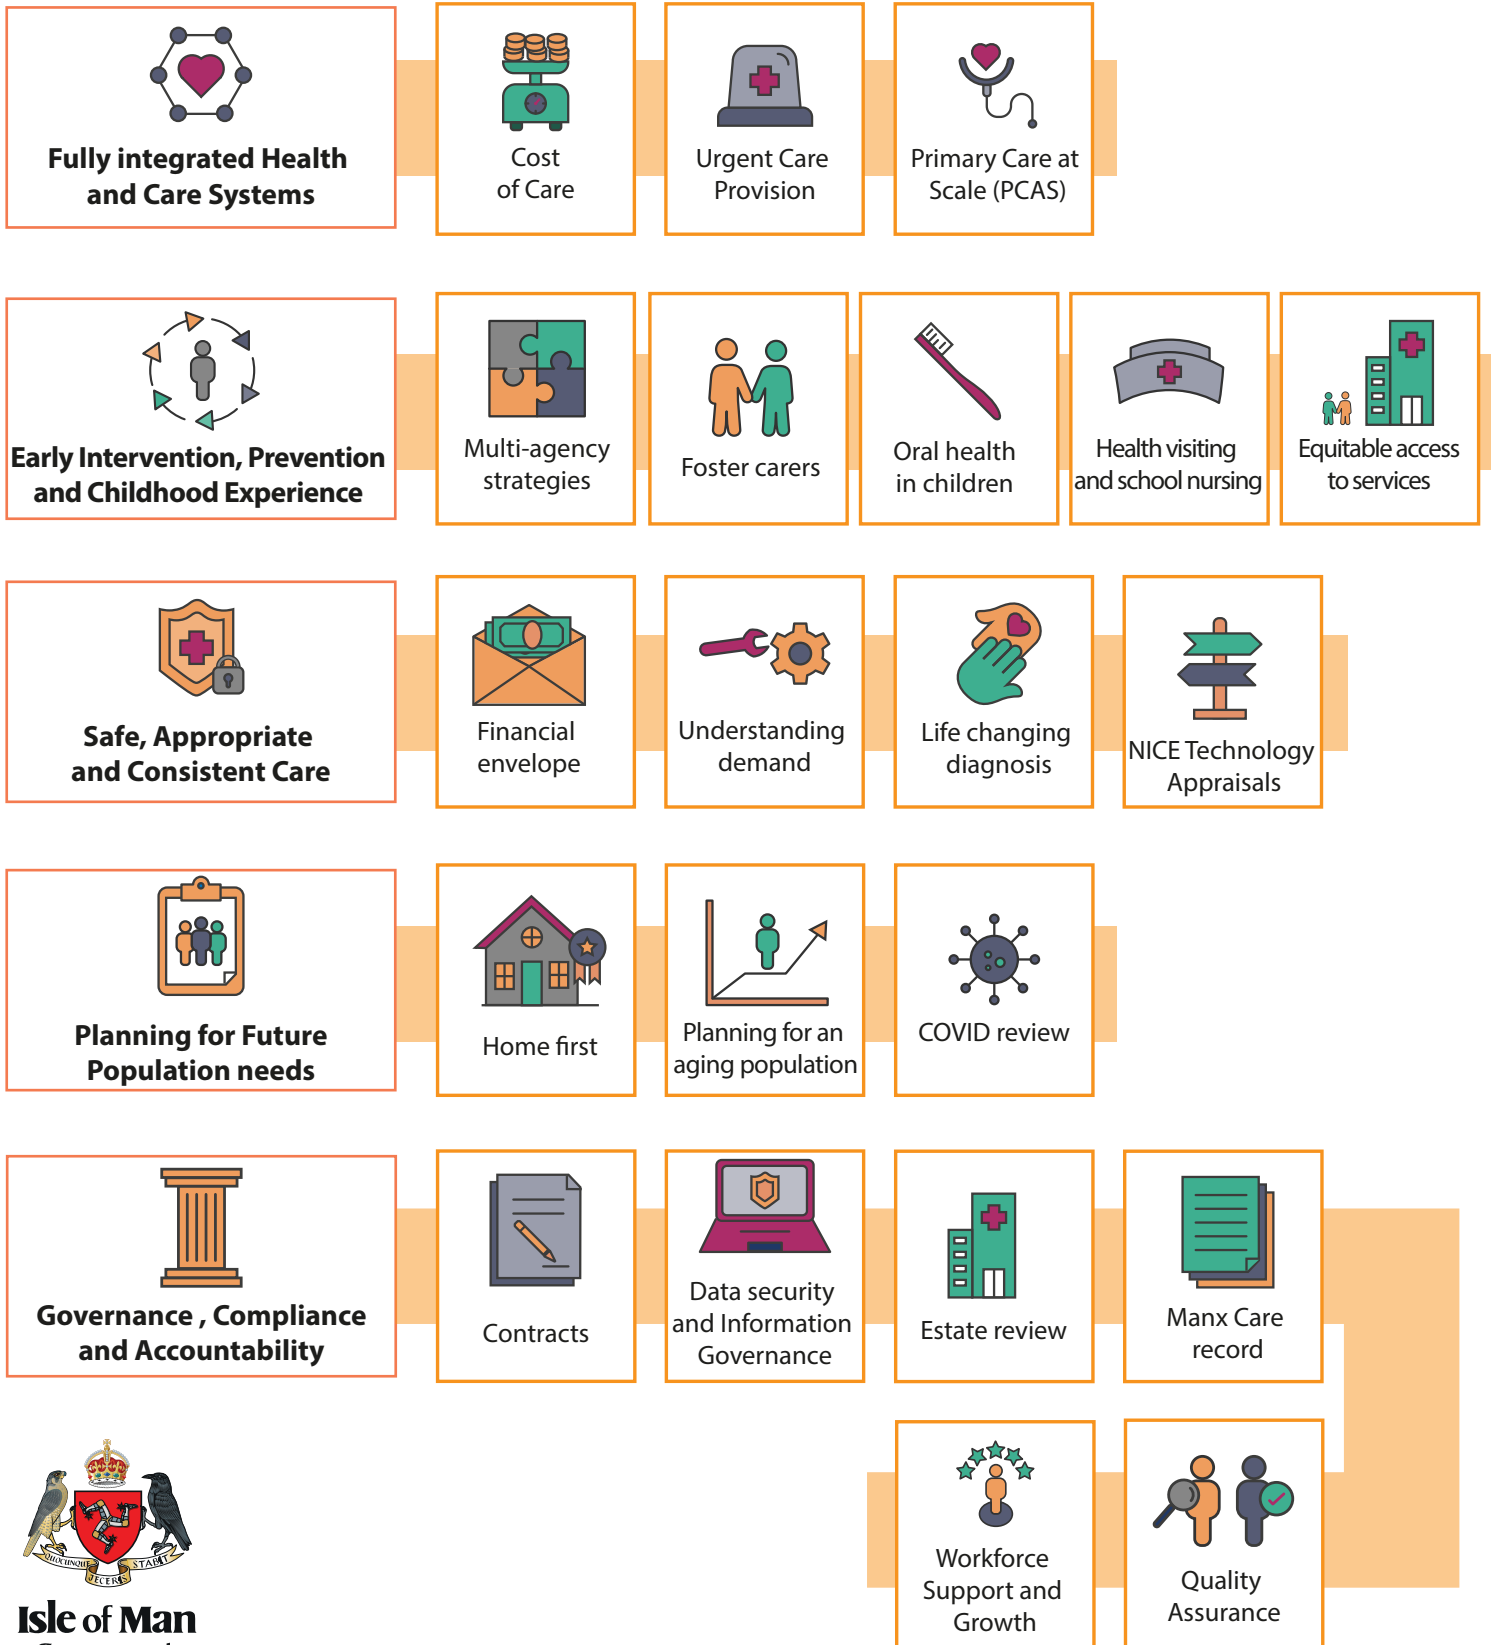 Fully integrated Health
and Care Systems
Cost
of Care
Urgent Care
Provision
Primary Care at
Scale (PCAS)
Early Intervention, Prevention
and Childhood Experience
Multi-agency
strategies
Foster carers
Oral health
in children
Health visiting
and school nursing
Equitable access
to services
Safe, Appropriate
and Consistent Care
Financial
envelope
Understanding
demand
Life changing
diagnosis
NICE Technology
Appraisals
Planning for Future
Population needs
Home first
Planning for an
aging population
COVID review
Governance , Compliance
and Accountability
Contracts
Data security
and Information
Governance
Estate review
Manx Care
record
Workforce
Support and
Growth
Quality
Assurance
QUOCUNQUE
JECERIS
STABIT
Isle of Man